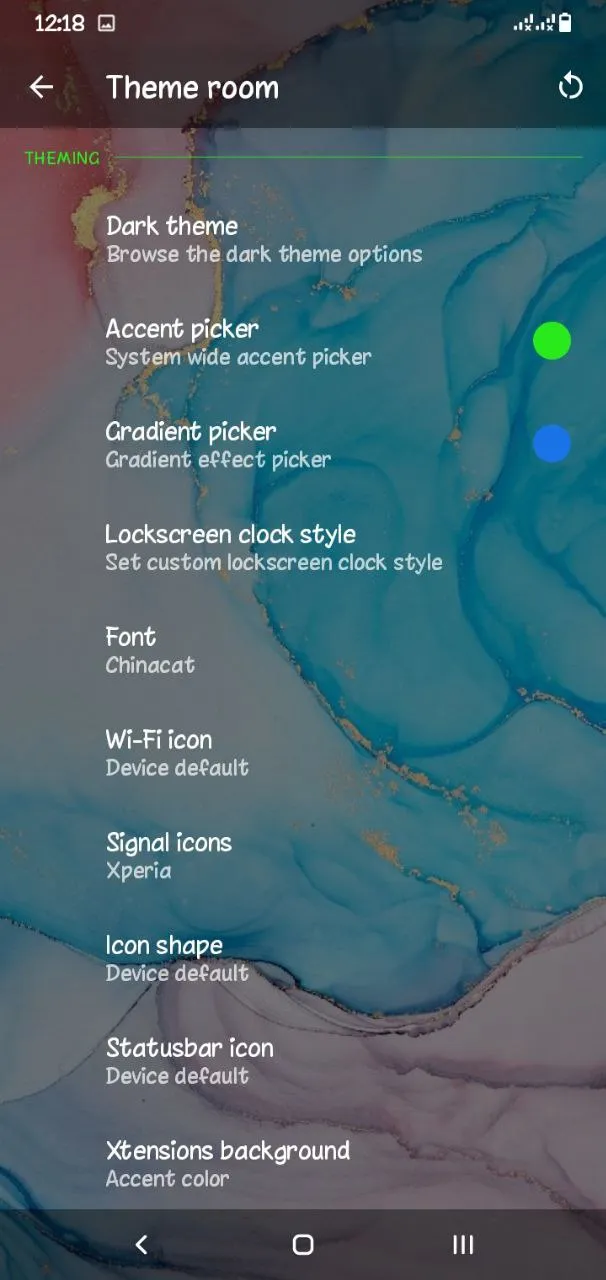 12:18
Theme room
THEMING
Dark theme
Browse the dark theme options
Accent picker
System wide accent picker
Gradient picker
Gradient effect picker
Lockscreen clock style
Set custom lockscreen clock style
Font
Chinacat
Wi-Fi icon
Device default
Signal icons
Xperia
Icon shape
Device default
Statusbar icon
Device default
Xtensions background
Accent color